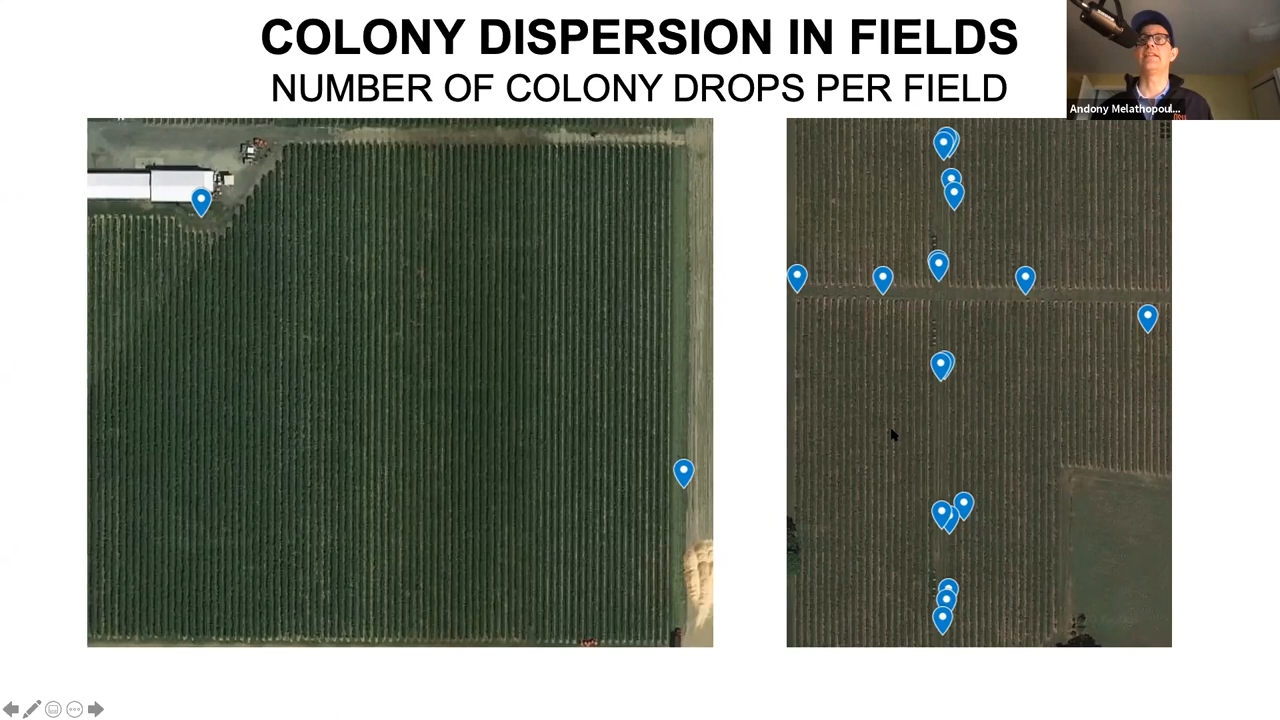 COLONY DISPERSION IN FIELDS
NUMBER OF COLONY DROPS PER FIELD
Andony Melathopoul...